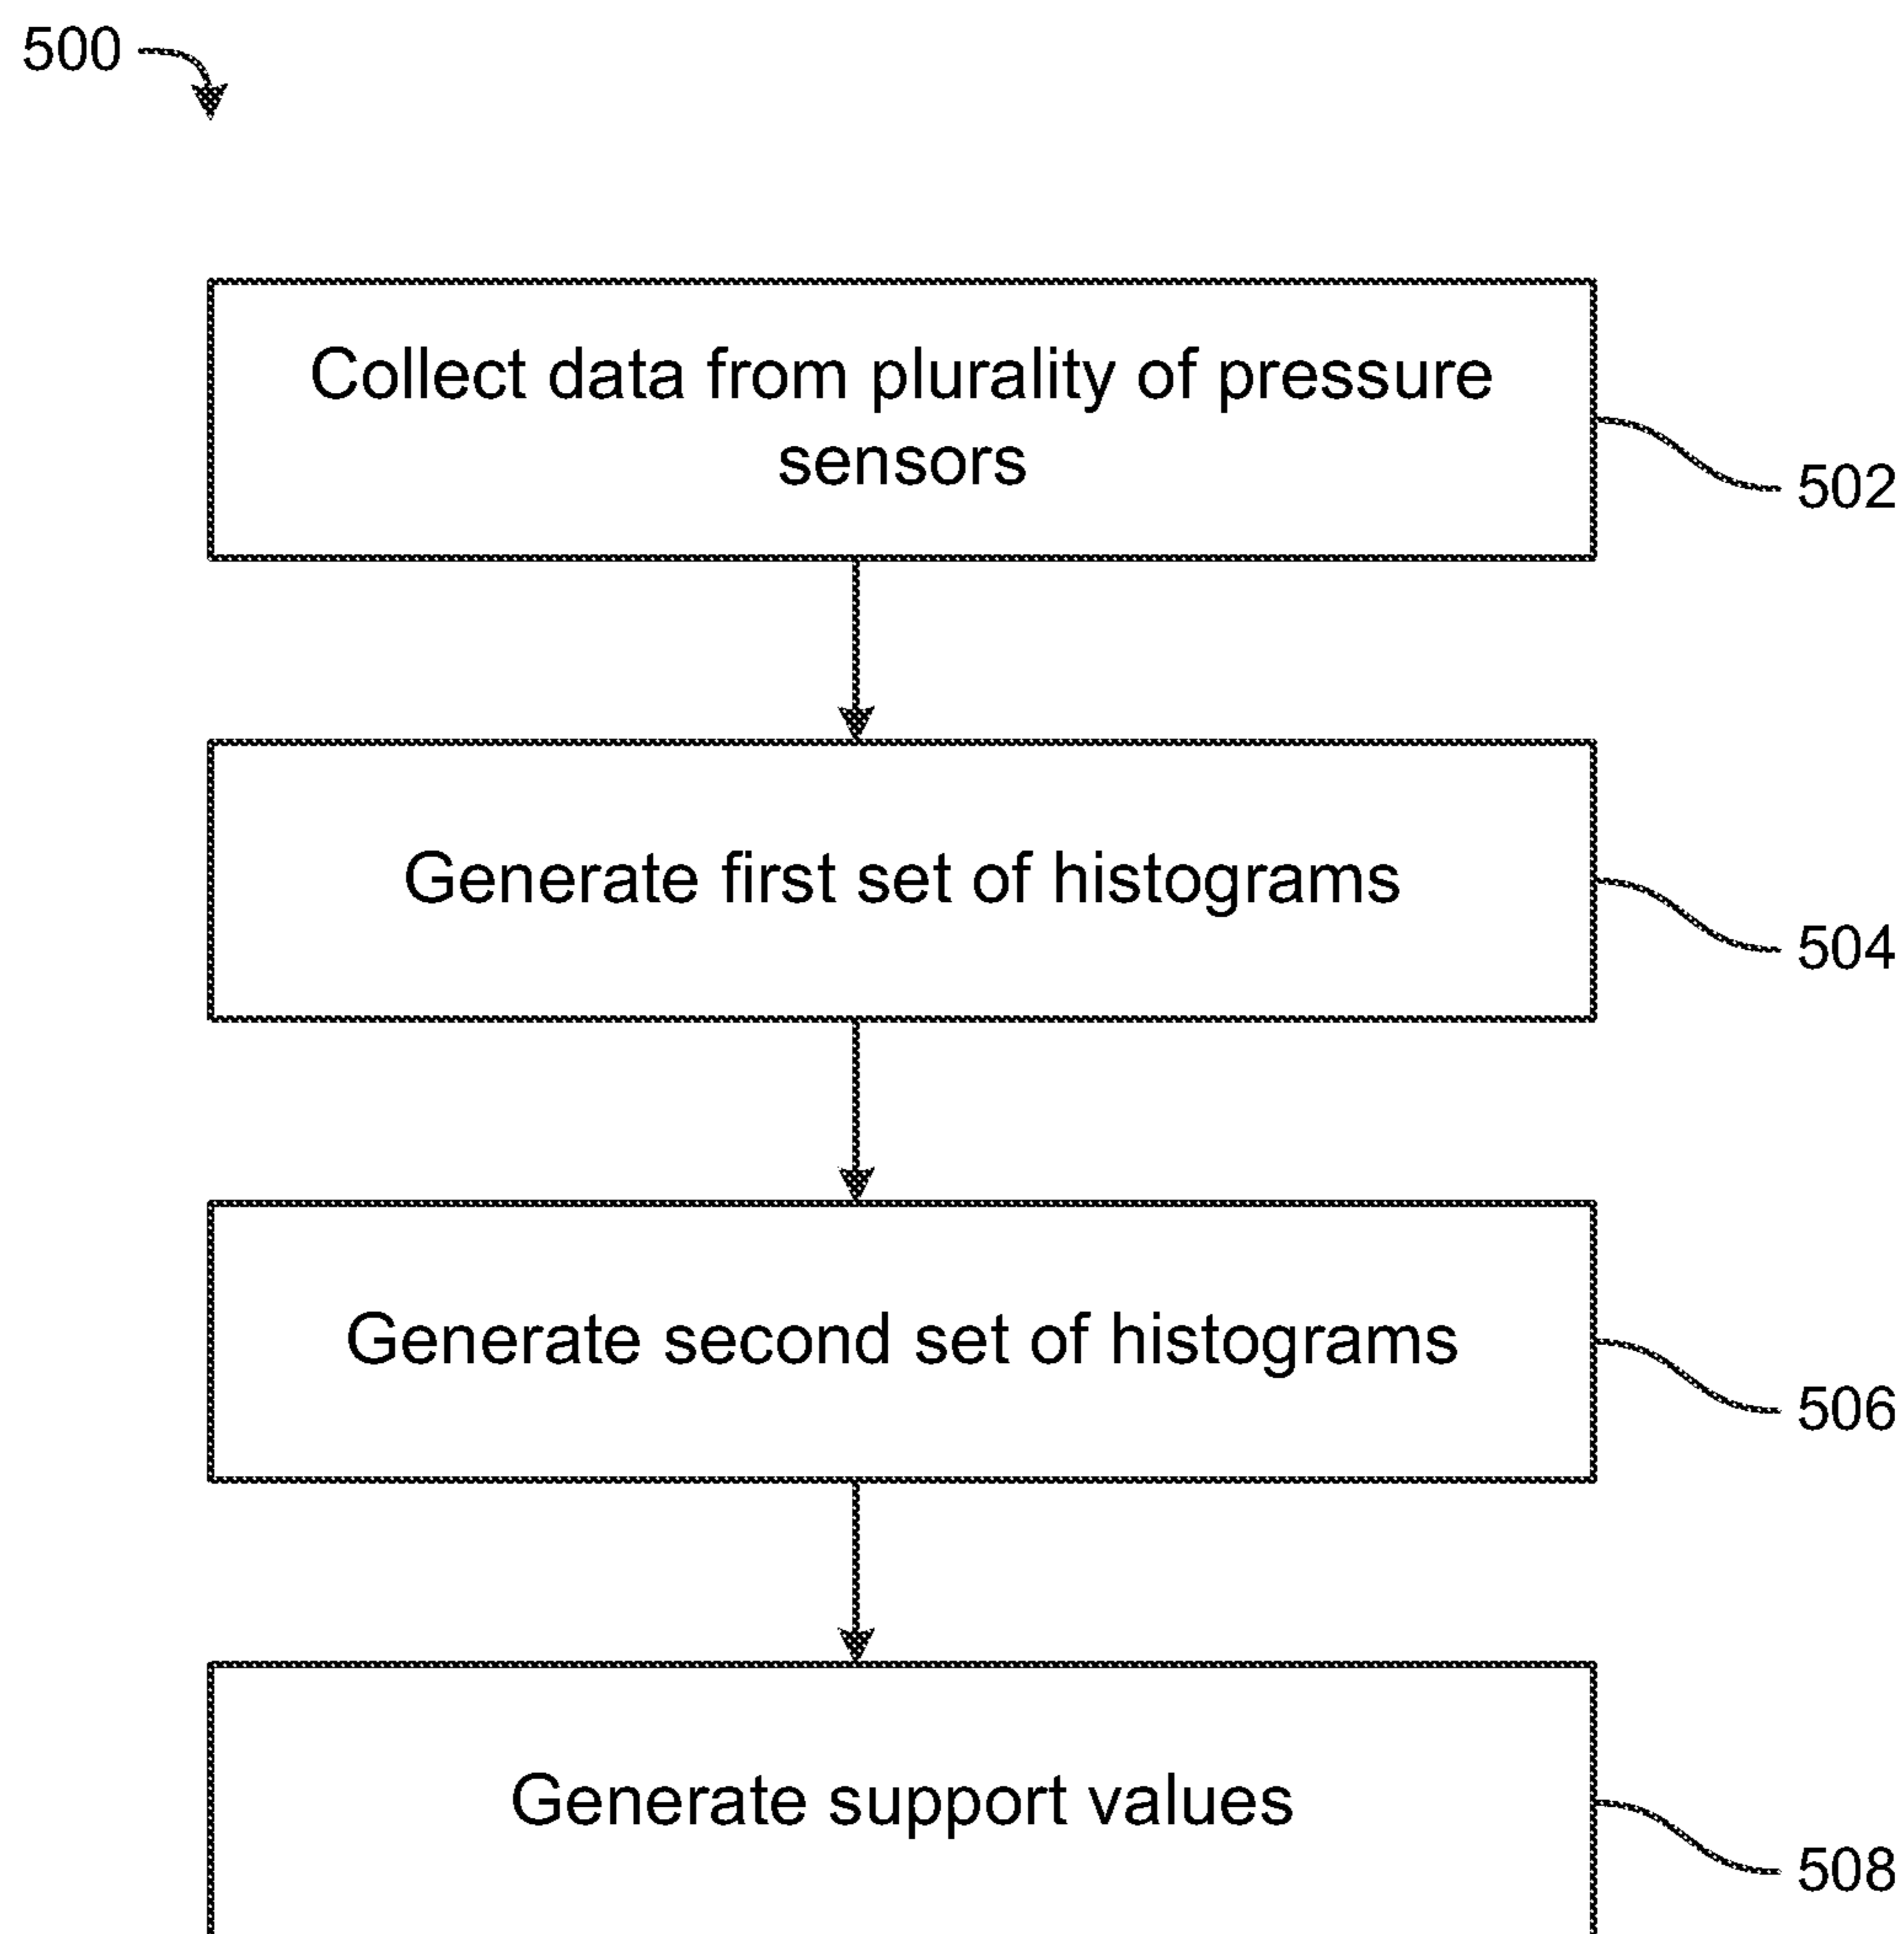 500
Collect data from plurality of pressure
sensors
502
Generate first set of histograms
504
Generate second set of histograms
506
Generate support values
508